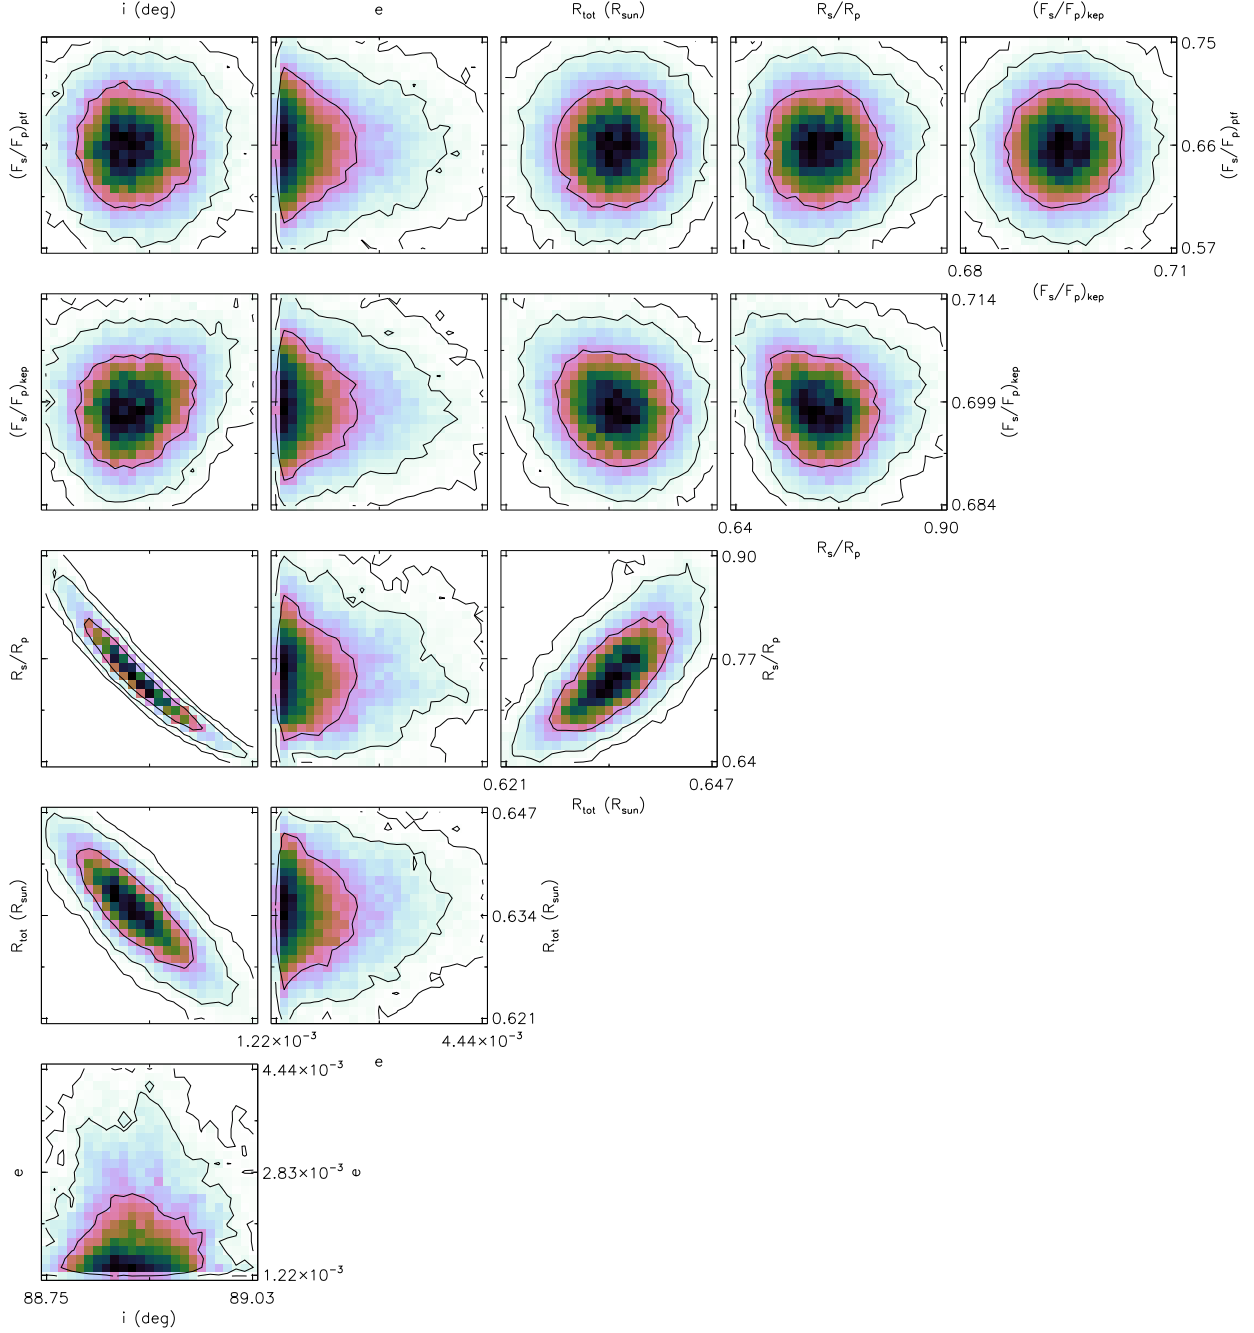 i (deg) e R_tot (R_sun) R_s/R_p (F_s/F_p)_kep
(F_s/F_p)_ptf 0.75
0.66 (F_s/F_p)_ptf
0.57
0.68 0.71
(F_s/F_p)_kep
(F_s/F_p)_kep 0.714
0.699 (F_s/F_p)_kep
0.684
0.64 0.90
R_s/R_p
R_s/R_p 0.90
0.77 R_s/R_p
0.64
0.621 0.647
R_tot (R_sun)
R_tot (R_sun) 0.647
0.634 R_tot (R_sun)
0.621
1.22×10⁻³ 4.44×10⁻³
e
4.44×10⁻³
e 2.83×10⁻³ e
1.22×10⁻³
88.75 89.03
i (deg)